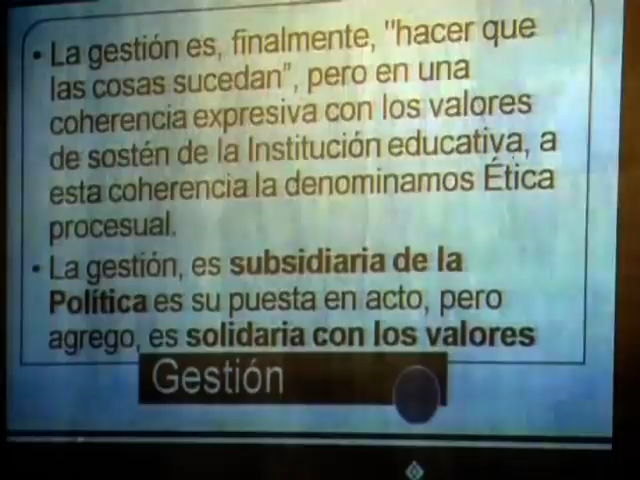 • La gestión es, finalmente, "hacer que
las cosas sucedan", pero en una
coherencia expresiva con los valores
de sostén de la Institución educativa, a
esta coherencia la denominamos Ética
procesual.
• La gestión, es subsidiaria de la
Política es su puesta en acto, pero
agrego, es solidaria con los valores
Gestión